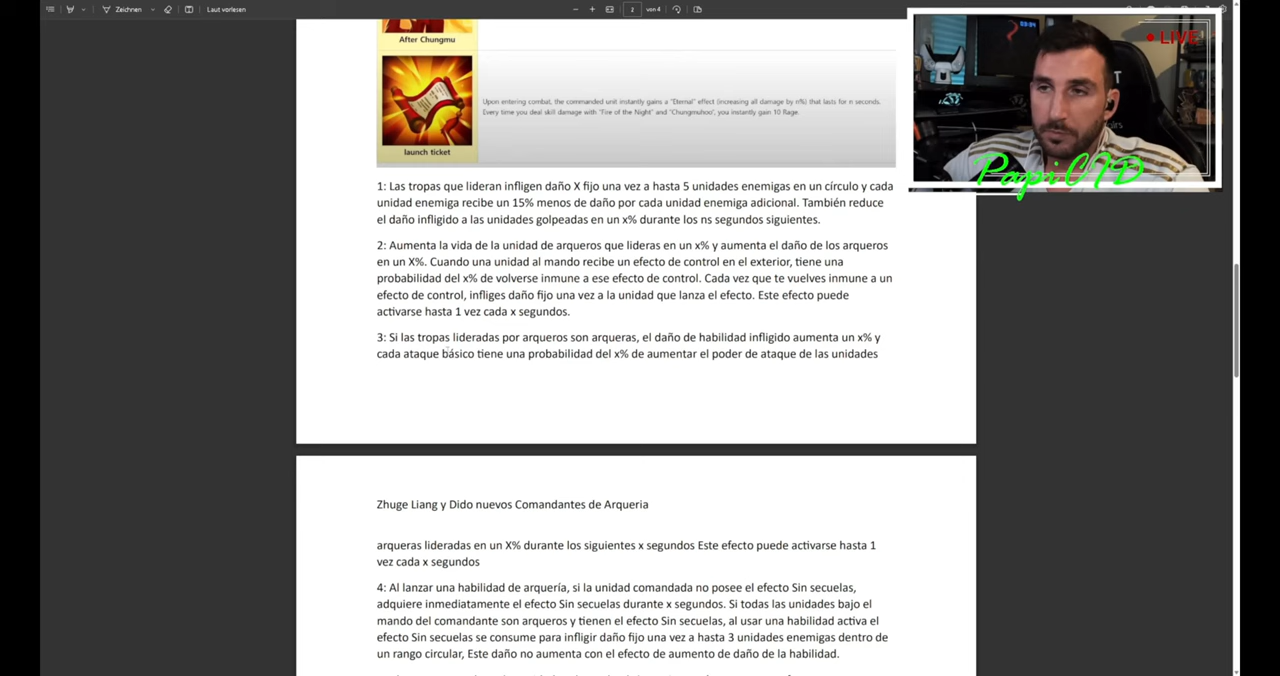 Zeichnen
2
von 4
Laut vorlesen
After Chungmu
Upon entering combat, the commanded unit instantly gains a "Eternal" effect (increasing all damage by n%) that lasts for n seconds.
Every time you deal skill damage with "Fire of the Night" and "Chungmuhoo", you instantly gain 10 Rage.
launch ticket
LIVE
PapiCID
1: Las tropas que lideran infligen daño X fijo una vez a hasta 5 unidades enemigas en un círculo y cada
unidad enemiga recibe un 15% menos de daño por cada unidad enemiga adicional. También reduce
el daño infligido a las unidades golpeadas en un x% durante los ns segundos siguientes.
2: Aumenta la vida de la unidad de arqueros que lideras en un x% y aumenta el daño de los arqueros
en un X%. Cuando una unidad al mando recibe un efecto de control en el exterior, tiene una
probabilidad del x% de volverse inmune a ese efecto de control. Cada vez que te vuelves inmune a un
efecto de control, infliges daño fijo una vez a la unidad que lanza el efecto. Este efecto puede
activarse hasta 1 vez cada x segundos.
3: Si las tropas lideradas por arqueros son arqueras, el daño de habilidad infligido aumenta un x% y
cada ataque básico tiene una probabilidad del x% de aumentar el poder de ataque de las unidades
Zhuge Liang y Dido nuevos Comandantes de Arqueria
arqueras lideradas en un X% durante los siguientes x segundos Este efecto puede activarse hasta 1
vez cada x segundos
4: Al lanzar una habilidad de arquería, si la unidad comandada no posee el efecto Sin secuelas,
adquiere inmediatamente el efecto Sin secuelas durante x segundos. Si todas las unidades bajo el
mando del comandante son arqueros y tienen el efecto Sin secuelas, al usar una habilidad activa el
efecto Sin secuelas se consume para infligir daño fijo una vez a hasta 3 unidades enemigas dentro de
un rango circular, Este daño no aumenta con el efecto de aumento de daño de la habilidad.